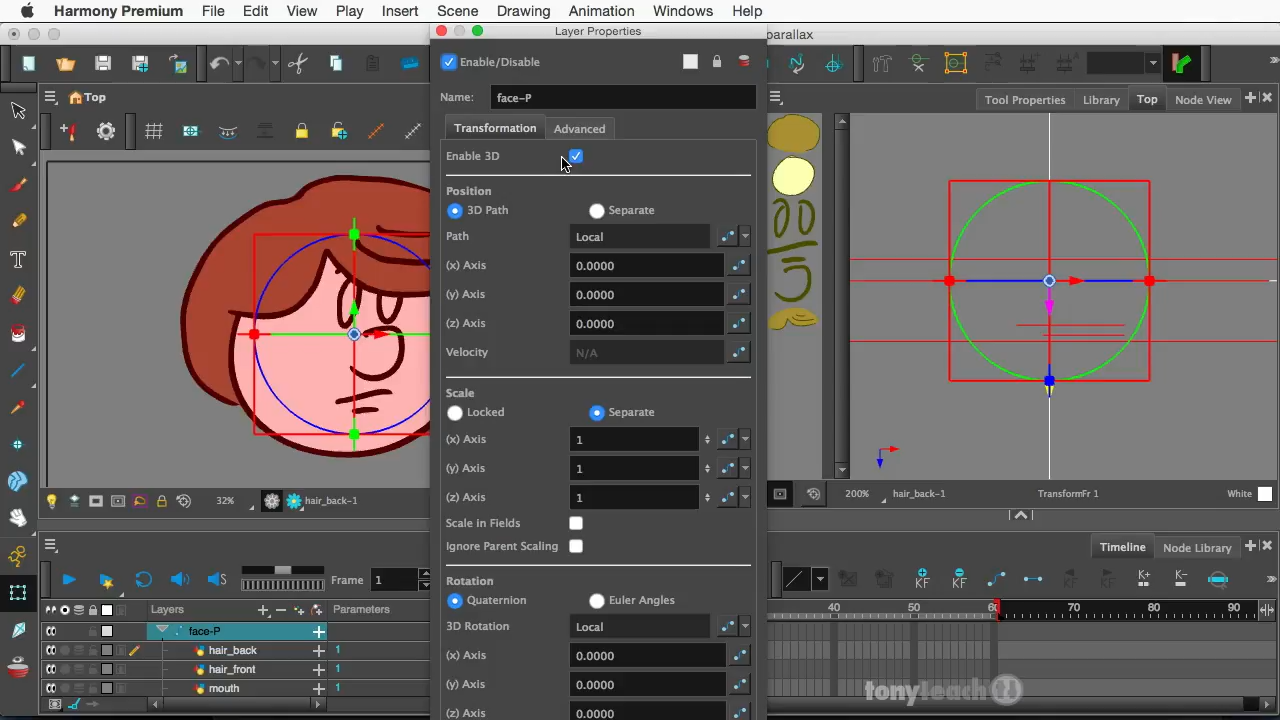 Harmony Premium File Edit View Play Insert Scene Drawing Animation Windows Help
Layer Properties
parallax
Enable/Disable
Name: face-P
Top
Tool Properties Library Top Node View
Transformation Advanced
Enable 3D
Position
3D Path Separate
Path Local
(x) Axis 0.0000
(y) Axis 0.0000
(z) Axis 0.0000
Velocity N/A
Scale
Locked Separate
(x) Axis 1
(y) Axis 1
(z) Axis 1
Scale in Fields
Ignore Parent Scaling
Rotation
Quaternion Euler Angles
3D Rotation Local
(x) Axis 0.0000
(y) Axis 0.0000
(z) Axis 0.0000
32% hair_back-1
200% hair_back-1 TransformFr 1 White
Timeline Node Library
Frame 1
KF KF
Layers Parameters
40 50 60 70 80 90
face-P
hair_back 1
hair_front 1
mouth 1
tonyteach